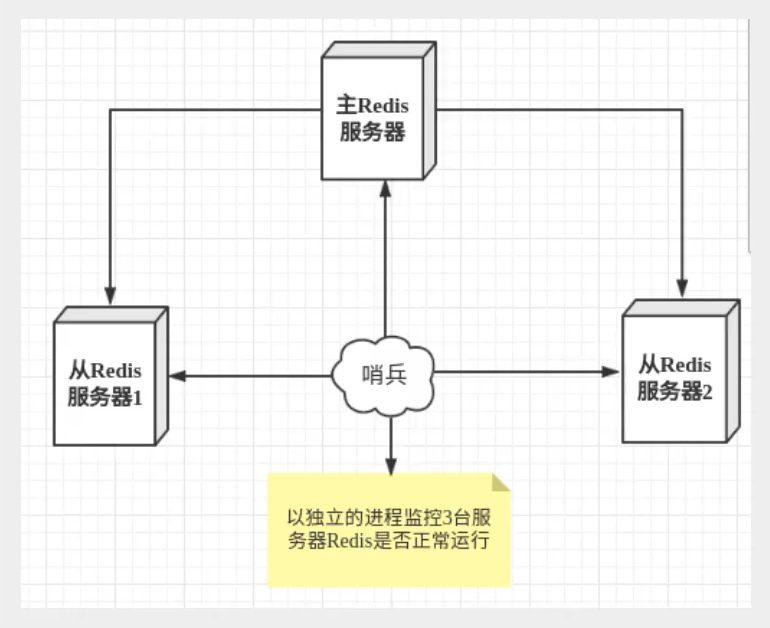 主Redis
服务器
从Redis
服务器1
哨兵
从Redis
服务器2
以独立的进程监控3台服
务器Redis是否正常运行